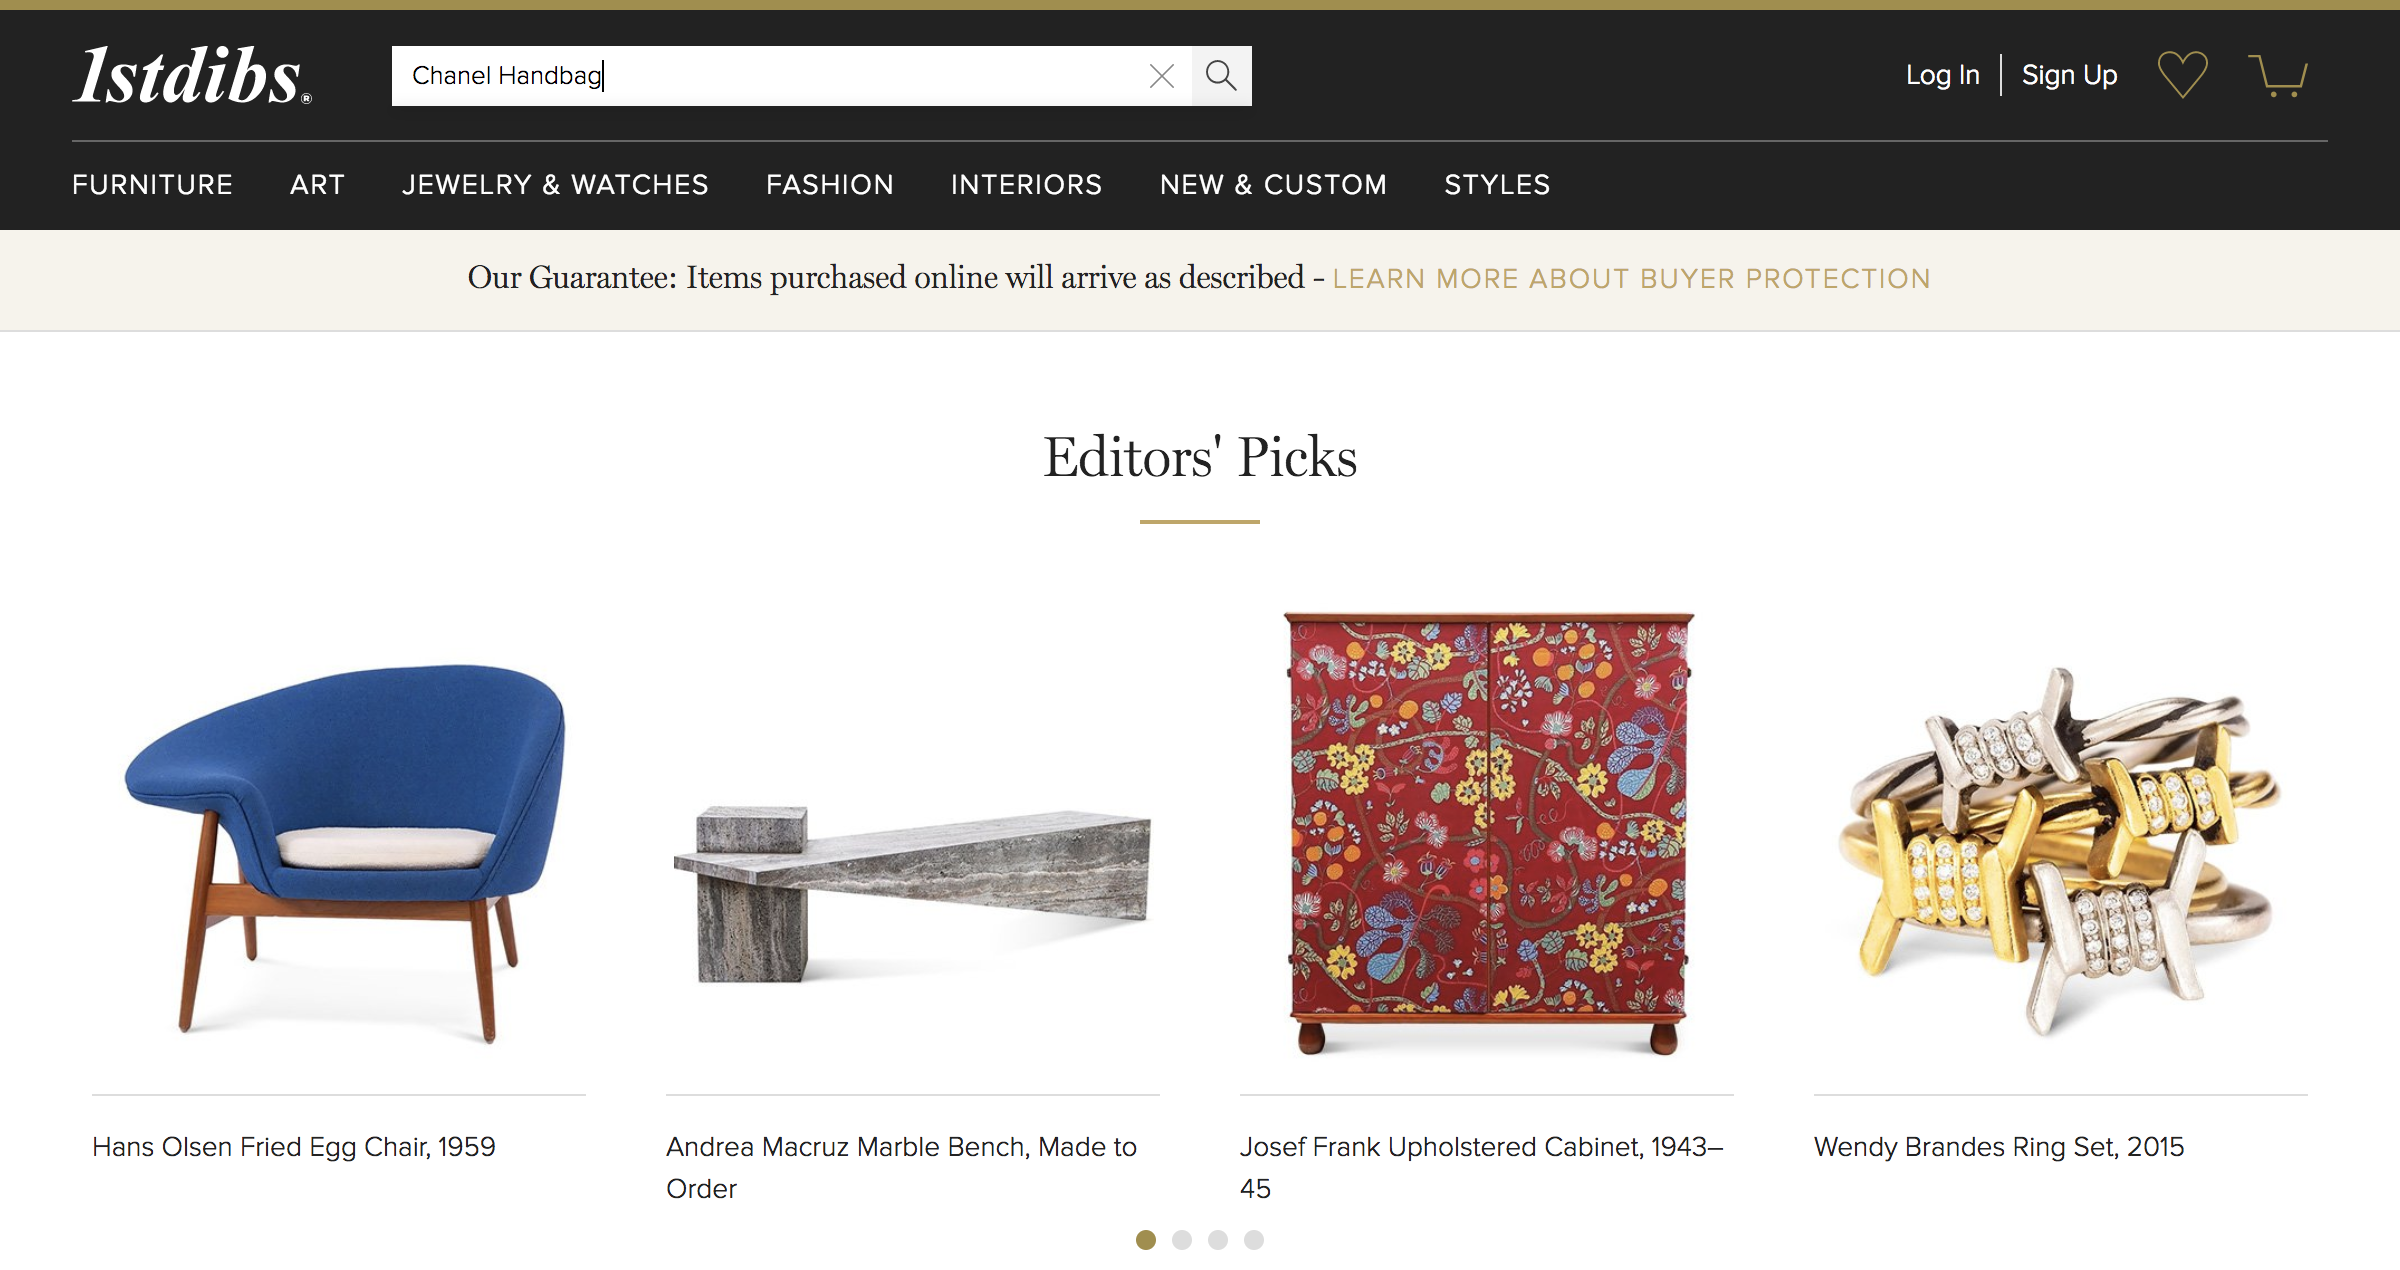 1stdibs®
Chanel Handbag
Log In
Sign Up
FURNITURE
ART
JEWELRY & WATCHES
FASHION
INTERIORS
NEW & CUSTOM
STYLES
Our Guarantee: Items purchased online will arrive as described - LEARN MORE ABOUT BUYER PROTECTION
Editors' Picks
Hans Olsen Fried Egg Chair, 1959
Andrea Macruz Marble Bench, Made to
Order
Josef Frank Upholstered Cabinet, 1943–
45
Wendy Brandes Ring Set, 2015